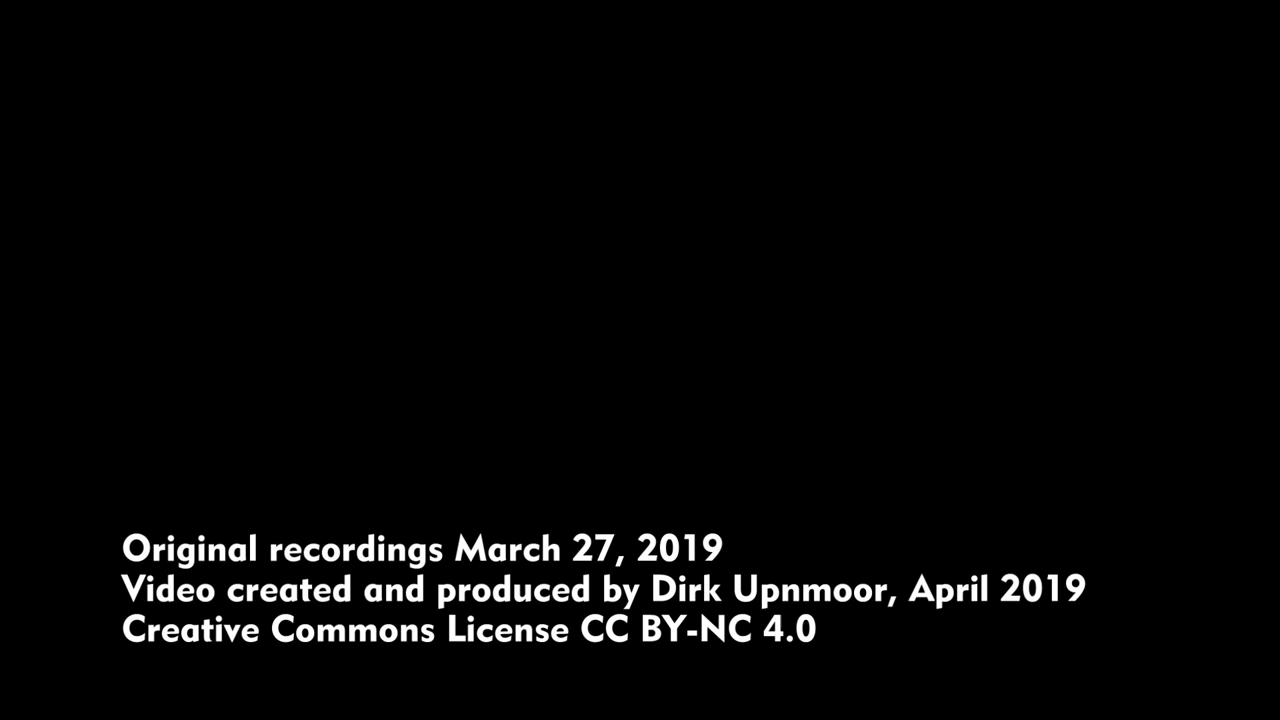 Original recordings March 27, 2019
Video created and produced by Dirk Upnmoor, April 2019
Creative Commons License CC BY-NC 4.0